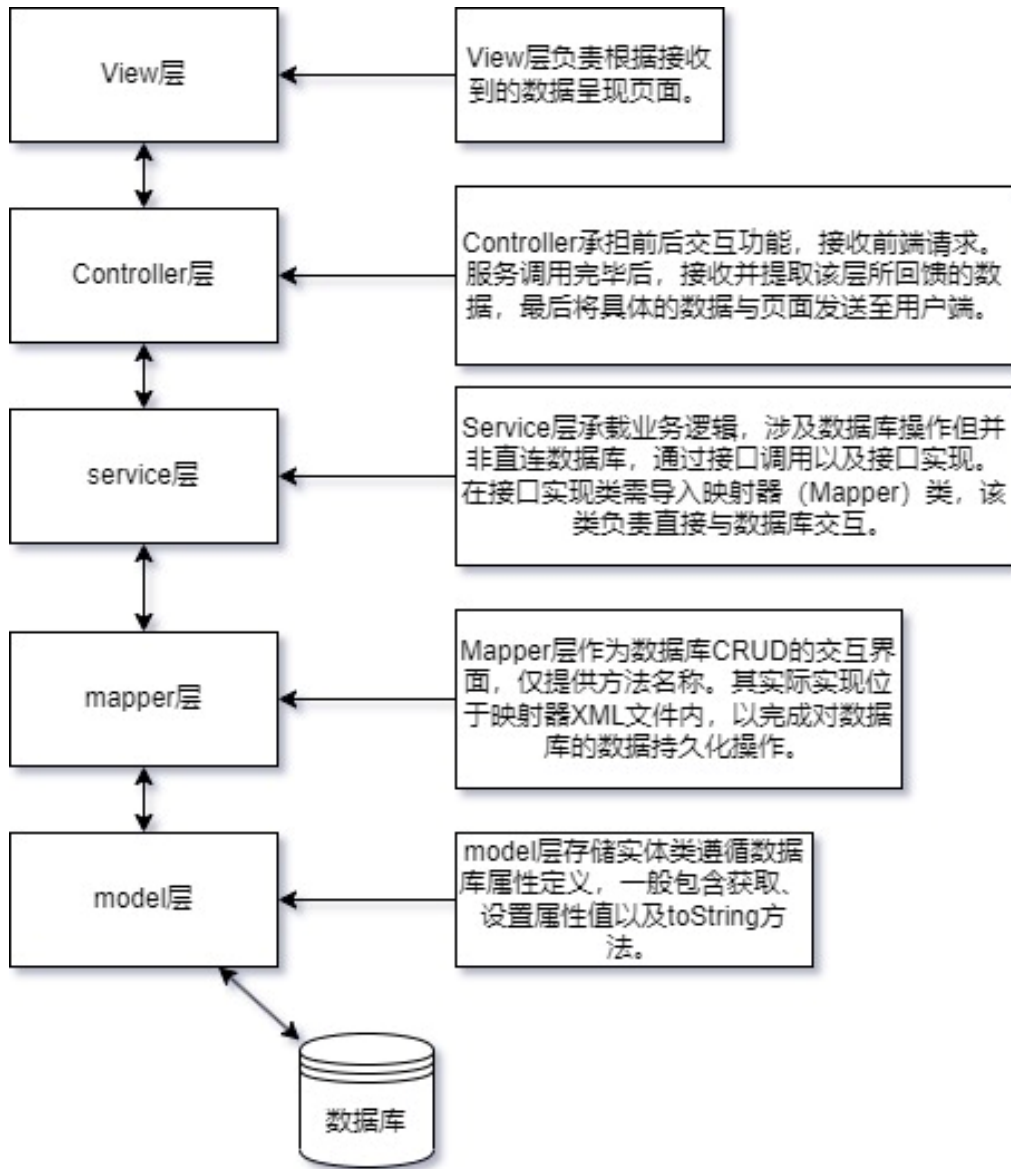 View层
View层负责根据接收
到的数据呈现页面。
Controller层
Controller承担前后交互功能，接收前端请求。
服务调用完毕后，接收并提取该层所回馈的数
据，最后将具体的数据与页面发送至用户端。
service层
Service层承载业务逻辑，涉及数据库操作但并
非直连数据库，通过接口调用以及接口实现。
在接口实现类需导入映射器（Mapper）类，该
类负责直接与数据库交互。
mapper层
Mapper层作为数据库CRUD的交互界
面，仅提供方法名称。其实际实现位
于映射器XML文件内，以完成对数据
库的数据持久化操作。
model层
model层存储实体类遵循数据
库属性定义，一般包含获取、
设置属性值以及toString方
法。
数据库